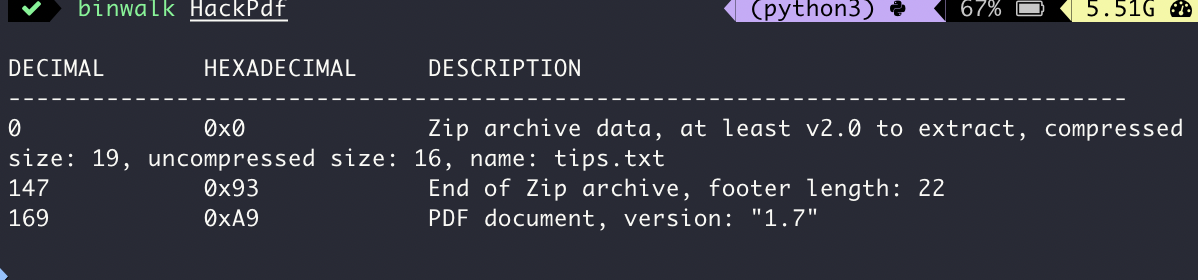 ✔ binwalk HackPdf (python3) 67% 5.51G
DECIMAL HEXADECIMAL DESCRIPTION
--------------------------------------------------------------------------------
0 0x0 Zip archive data, at least v2.0 to extract, compressed
size: 19, uncompressed size: 16, name: tips.txt
147 0x93 End of Zip archive, footer length: 22
169 0xA9 PDF document, version: "1.7"